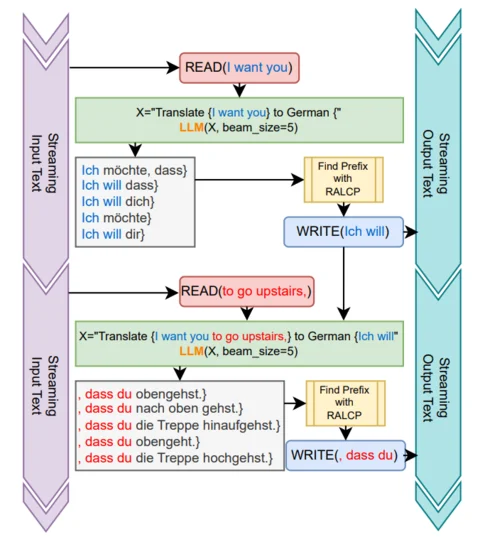 READ(I want you)
X="Translate {I want you} to German {"
LLM(X, beam_size=5)
Streaming
Input Text
Streaming
Output Text
Ich möchte, dass}
Ich will dass}
Ich will dich}
Ich möchte}
Ich will dir}
Find Prefix
with
RALCP
WRITE(Ich will)
READ(to go upstairs,)
X="Translate {I want you to go upstairs,} to German {Ich will"
LLM(X, beam_size=5)
Streaming
Input Text
Streaming
Output Text
, dass du obengehst.}
, dass du nach oben gehst.}
, dass du die Treppe hinaufgehst.}
, dass du obengeht.}
, dass du die Treppe hochgehst.}
Find Prefix
with
RALCP
WRITE(, dass du)